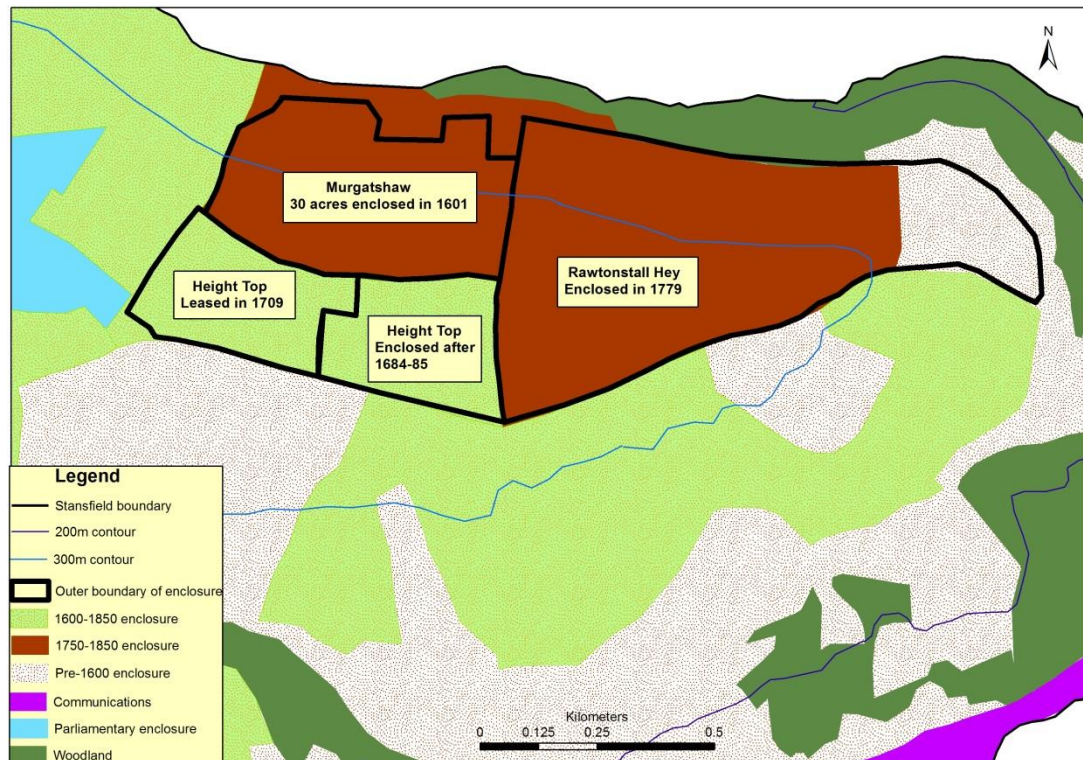 N
Murgatshaw
30 acres enclosed in 1601
Height Top
Leased in 1709
Height Top
Enclosed after
1684-85
Rawtonstall Hey
Enclosed in 1779
Legend
Stansfield boundary
200m contour
300m contour
Outer boundary of enclosure
1600-1850 enclosure
1750-1850 enclosure
Pre-1600 enclosure
Communications
Parliamentary enclosure
Woodland
Kilometers
0 0.125 0.25 0.5